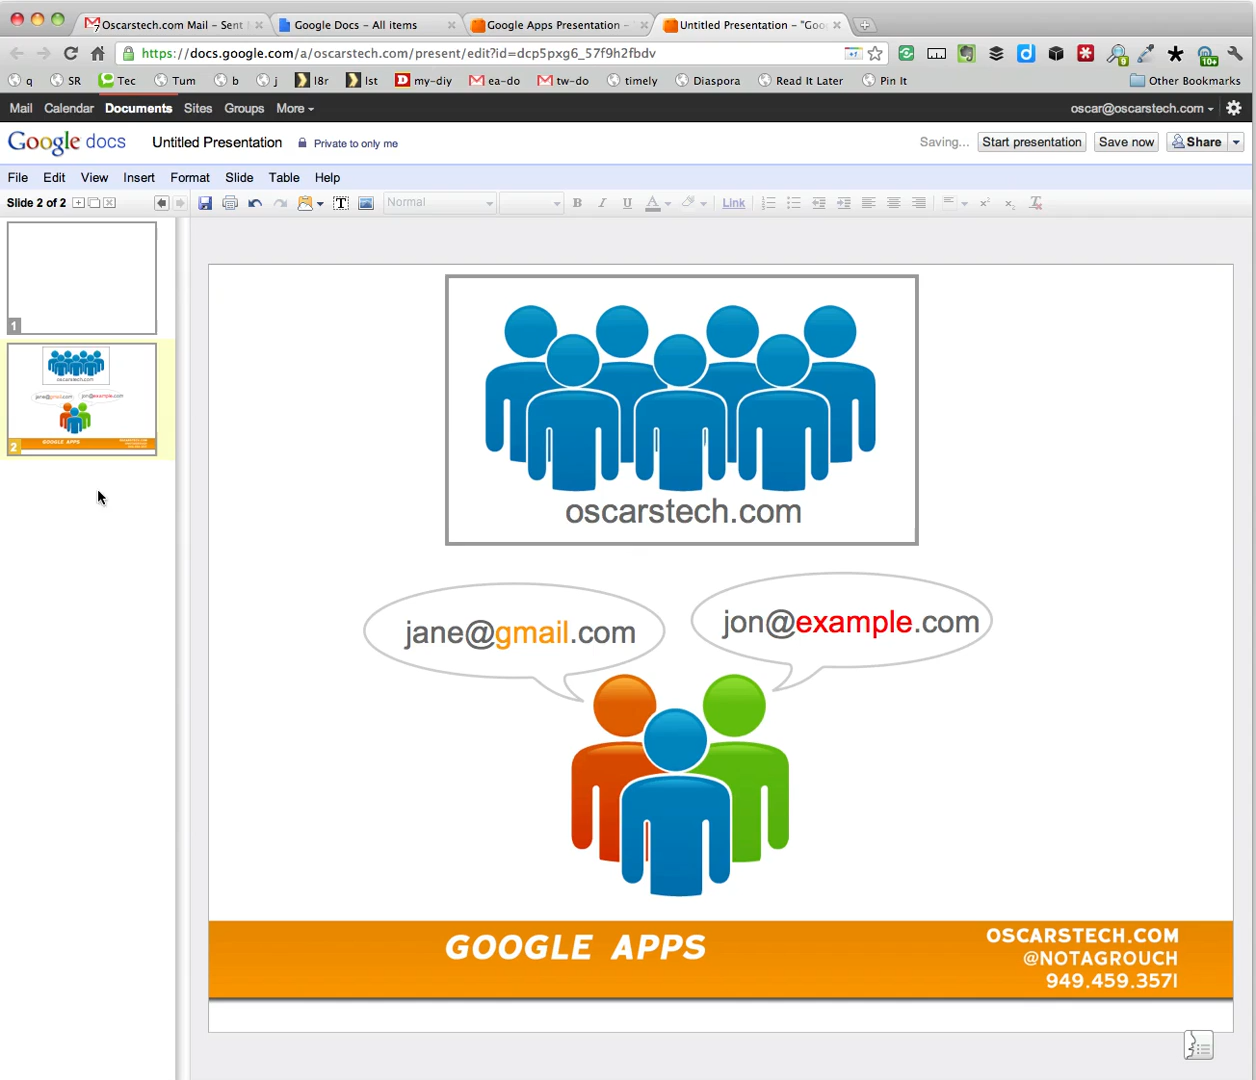 Oscarstech.com Mail – Sent
Google Docs – All items
Google Apps Presentation –
Untitled Presentation – "Goo
https://docs.google.com/a/oscarstech.com/present/edit?id=dcp5pxg6_57f9h2fbdv
q SR Tec Tum b j l8r lst my-diy ea-do tw-do timely Diaspora Read It Later Pin It Other Bookmarks
Mail Calendar Documents Sites Groups More oscar@oscarstech.com
Google docs Untitled Presentation Private to only me Saving... Start presentation Save now Share
File Edit View Insert Format Slide Table Help
Slide 2 of 2 Normal B I U A Link
1
2
oscarstech.com
jane@gmail.com
jon@example.com
GOOGLE APPS
OSCARSTECH.COM
@NOTAGROUCH
949.459.3571